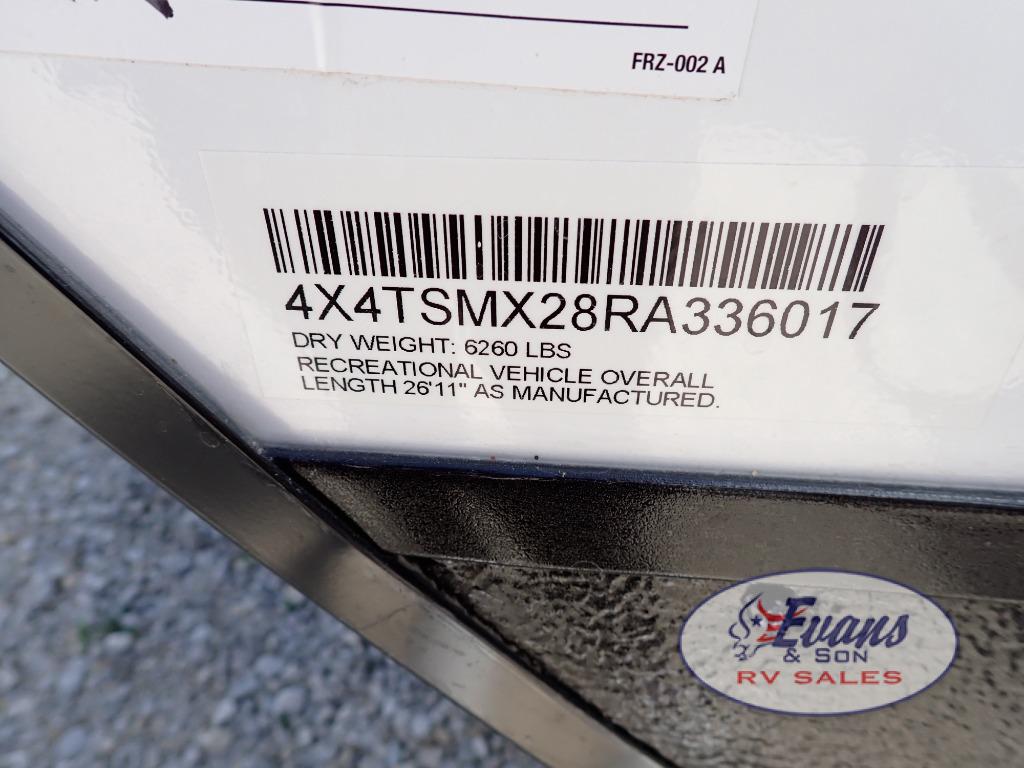 FRZ-002 A
4X4TSMX28RA336017
DRY WEIGHT: 6260 LBS
RECREATIONAL VEHICLE OVERALL
LENGTH 26'11" AS MANUFACTURED.
Evans
& SON
RV SALES